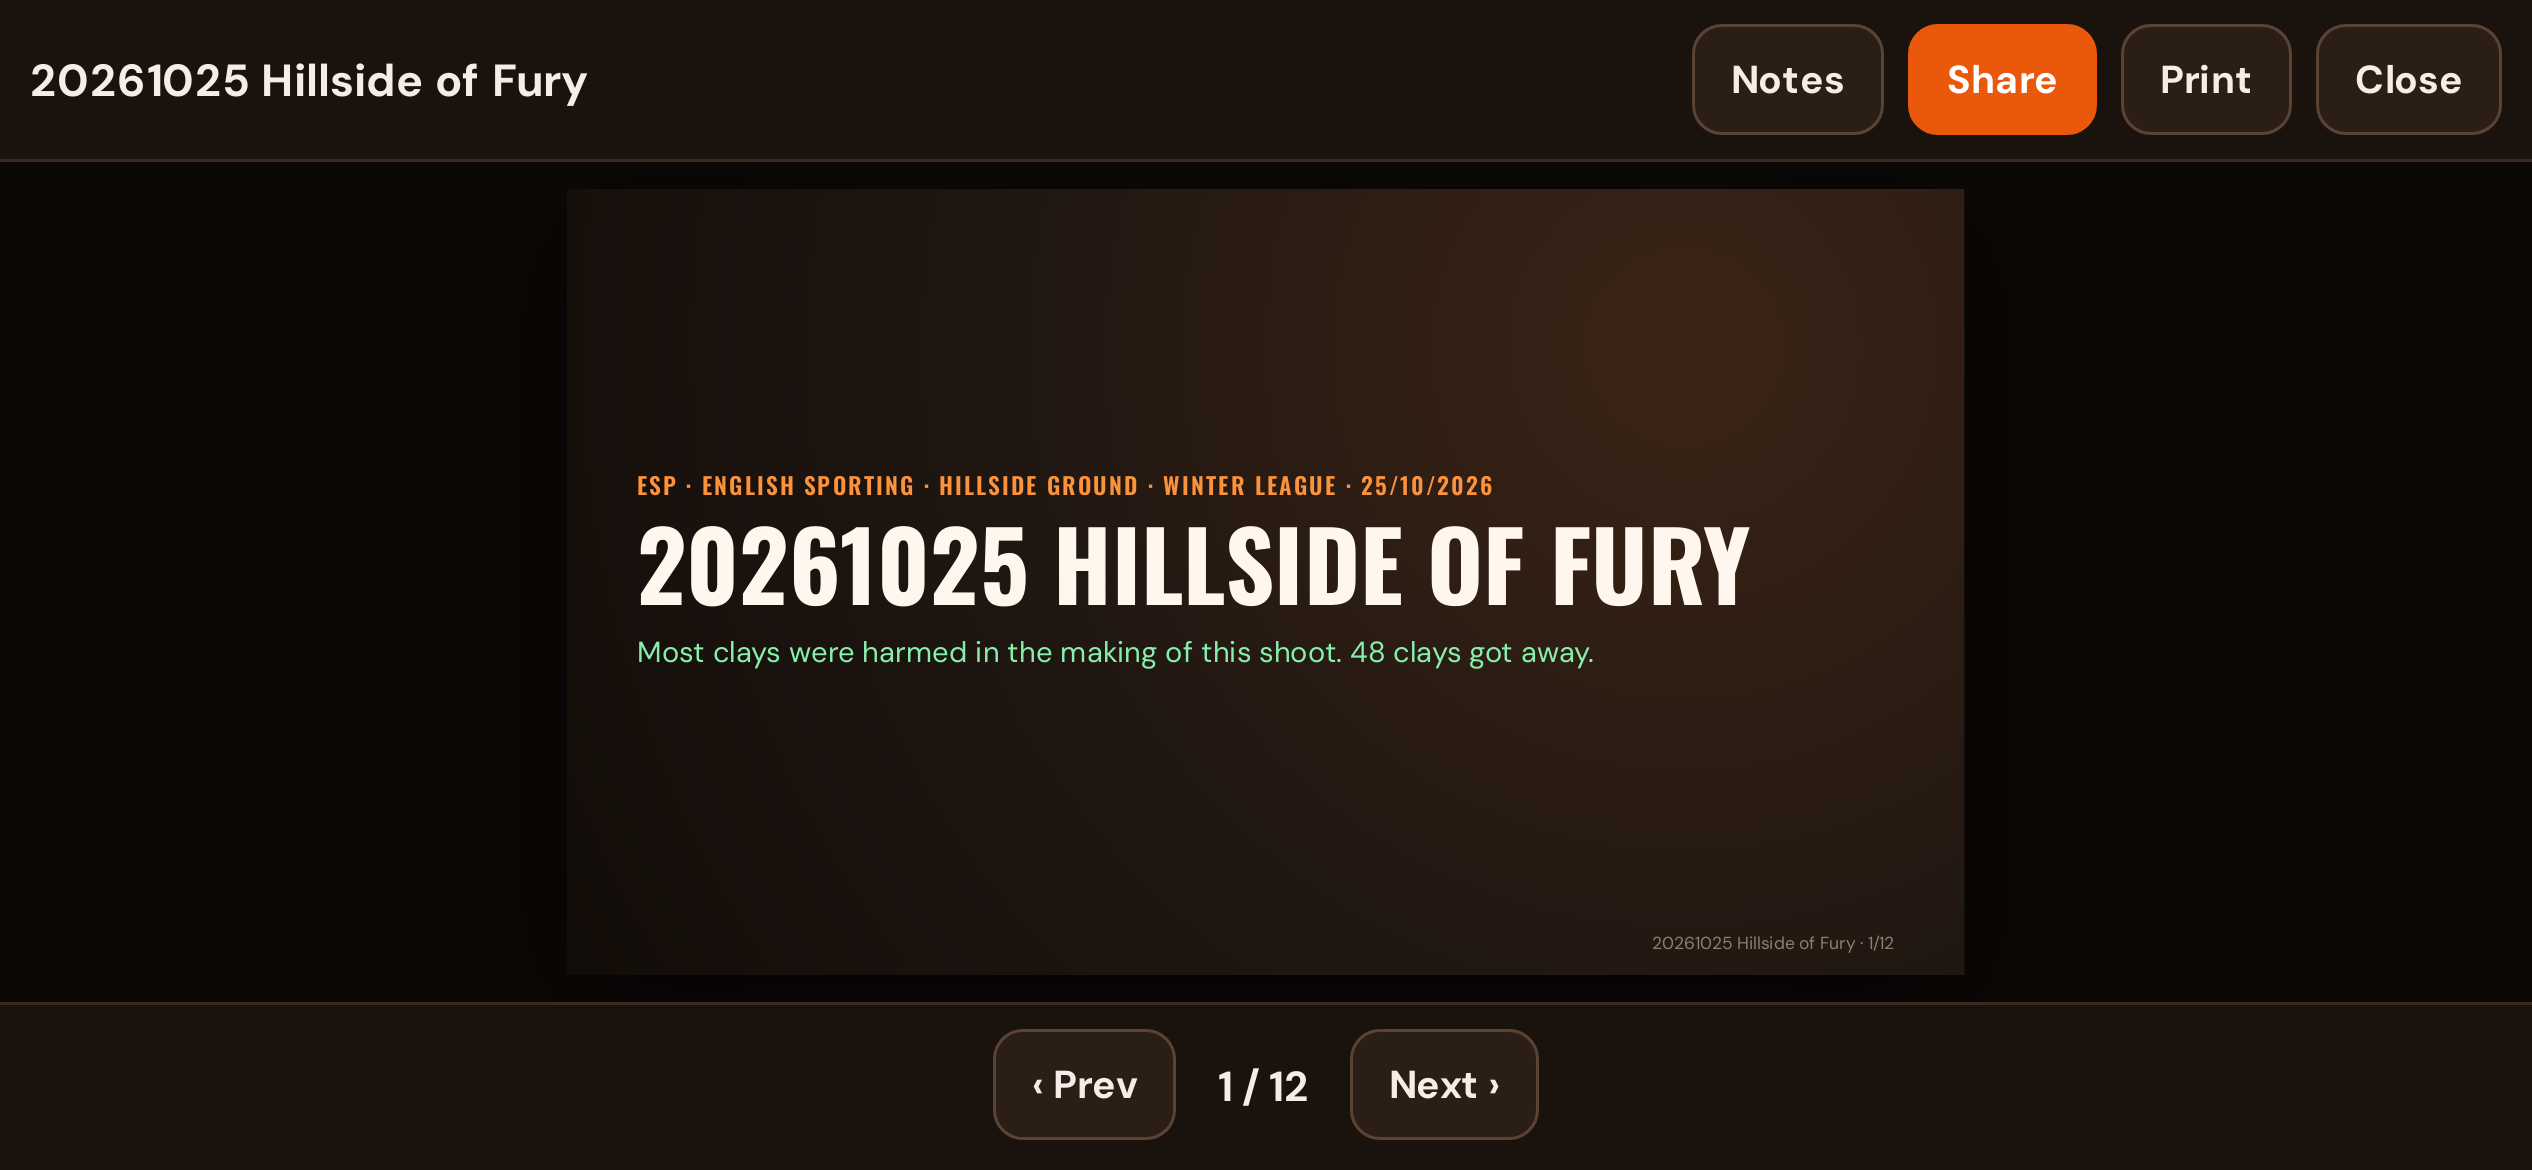 20261025 Hillside of Fury
Notes
Share
Print
Close
ESP · ENGLISH SPORTING · HILLSIDE GROUND · WINTER LEAGUE · 25/10/2026
20261025 HILLSIDE OF FURY
Most clays were harmed in the making of this shoot. 48 clays got away.
20261025 Hillside of Fury · 1/12
‹ Prev
1 / 12
Next ›